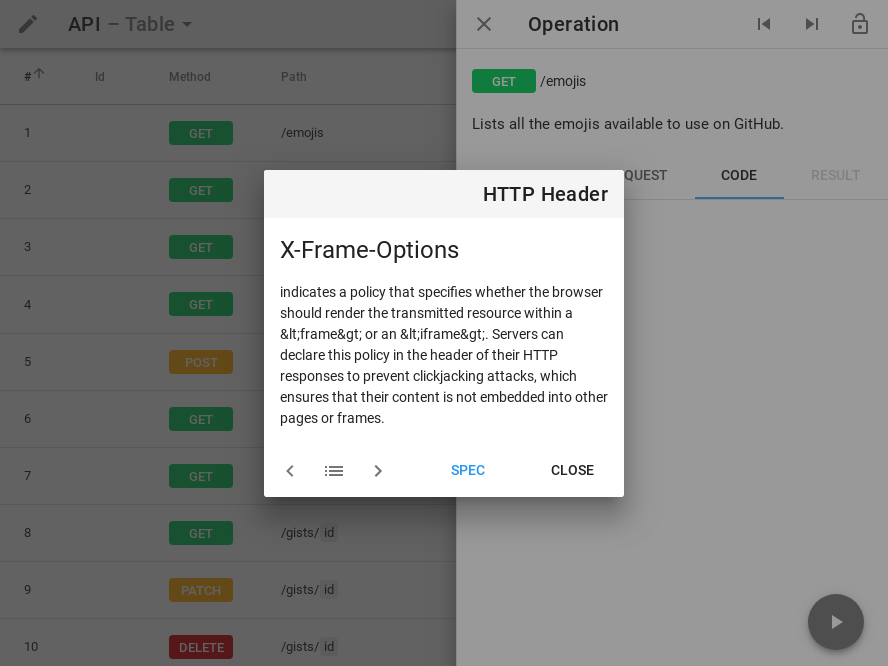 API – Table
Operation
# Id Method Path
GET /emojis
Lists all the emojis available to use on GitHub.
QUEST CODE RESULT
1 GET /emojis
2 GET
3 GET
4 GET
5 POST
6 GET
7 GET
8 GET /gists/ id
9 PATCH /gists/ id
10 DELETE /gists/ id
HTTP Header
X-Frame-Options
indicates a policy that specifies whether the browser
should render the transmitted resource within a
&lt;frame&gt; or an &lt;iframe&gt;. Servers can
declare this policy in the header of their HTTP
responses to prevent clickjacking attacks, which
ensures that their content is not embedded into other
pages or frames.
SPEC CLOSE